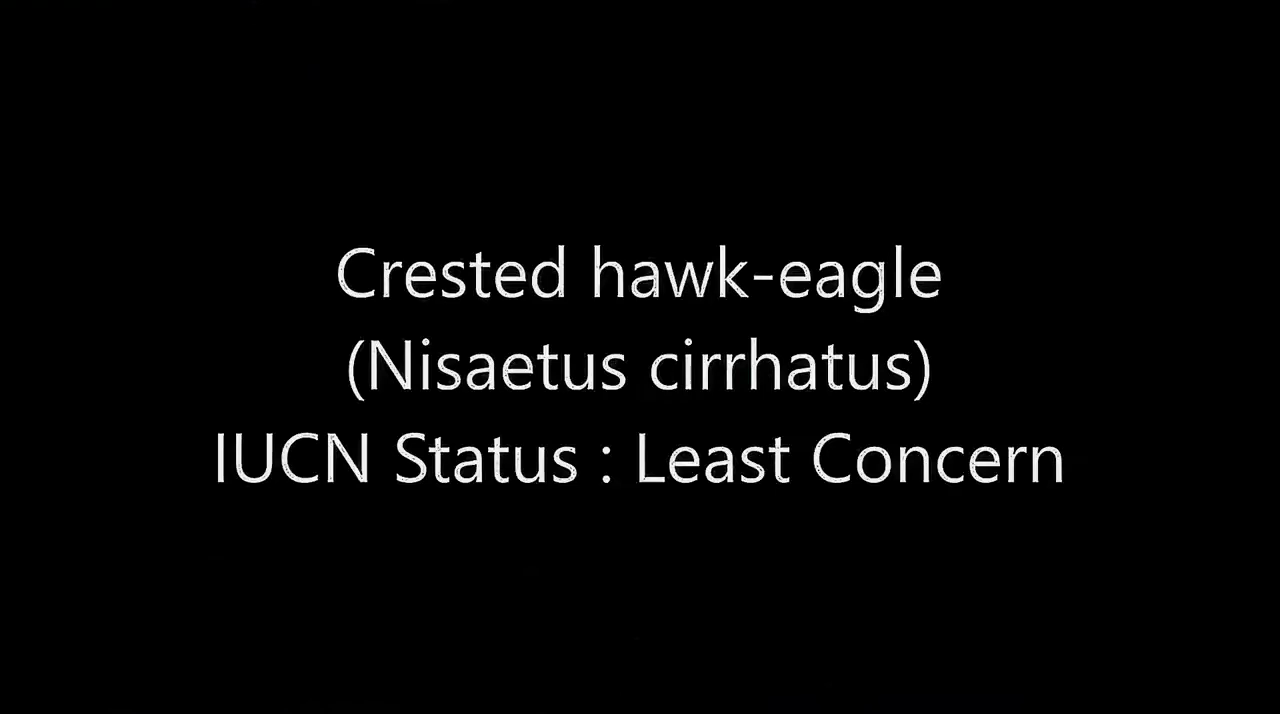 Crested hawk-eagle
(Nisaetus cirrhatus)
IUCN Status : Least Concern